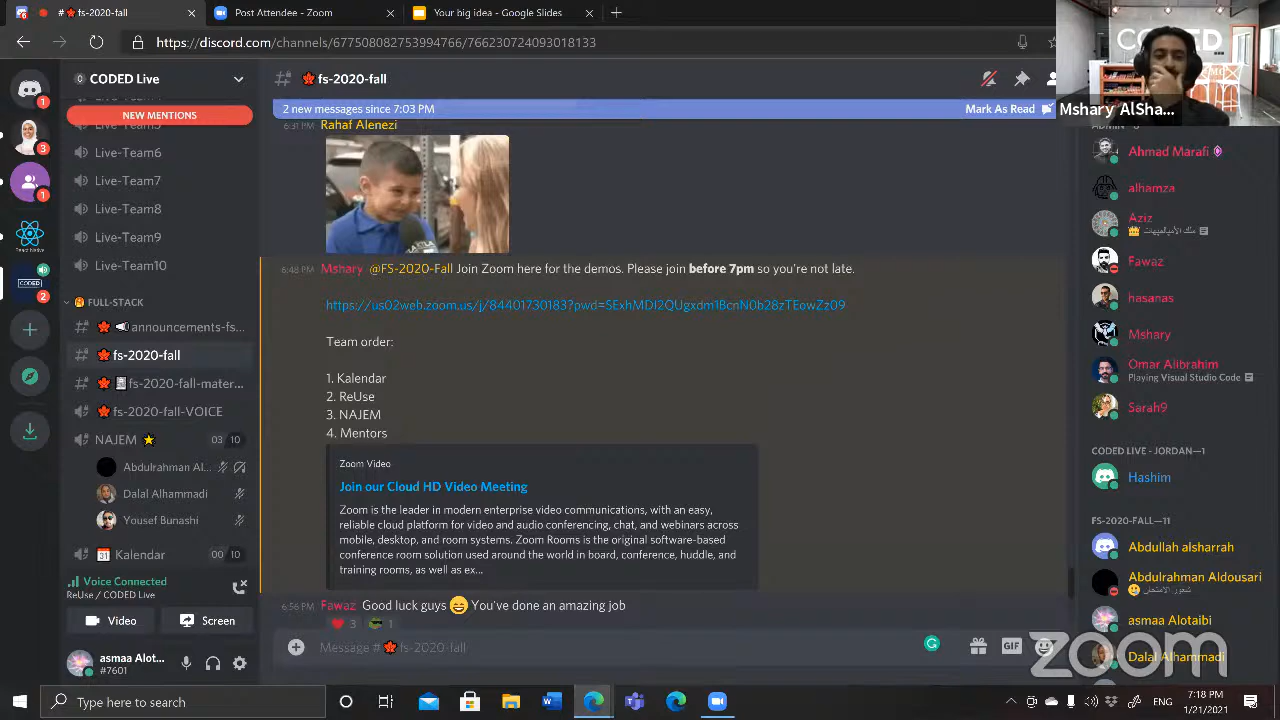 #🍁fs-2020-fall
Post Attendee - Zoom
Your big idea - Google Slides
https://discord.com/channels/677508082753994766/766287724093018133
CODED
Mshary AlSha...
CODED Live
NEW MENTIONS
Live-Team6
Live-Team7
Live-Team8
Live-Team9
Live-Team10
FULL-STACK
announcements-fs...
fs-2020-fall
fs-2020-fall-mater...
fs-2020-fall-VOICE
NAJEM 03 10
Abdulrahman Al...
Dalal Alhammadi
Yousef Bunashi
Kalendar 00 10
Voice Connected
ReUse / CODED Live
Video Screen
asmaa Alot...
#7601
fs-2020-fall
2 new messages since 7:03 PM Mark As Read
6:31 PM Rahaf Alenezi
6:48 PM Mshary @FS-2020-Fall Join Zoom here for the demos. Please join before 7pm so you're not late.
Team order:
1. Kalendar
2. ReUse
3. NAJEM
4. Mentors
Zoom Video
Join our Cloud HD Video Meeting
Zoom is the leader in modern enterprise video communications, with an easy,
reliable cloud platform for video and audio conferencing, chat, and webinars across
mobile, desktop, and room systems. Zoom Rooms is the original software-based
conference room solution used around the world in board, conference, huddle, and
training rooms, as well as ex...
6:56 PM Fawaz Good luck guys 😄 You've done an amazing job
3 1
Message #🍁fs-2020-fall
GIF
Ahmad Marafi
alhamza
Aziz
Fawaz
hasanas
Mshary
Omar Alibrahim
Playing Visual Studio Code
Sarah9
CODED LIVE - JORDAN—1
Hashim
FS-2020-FALL—11
Abdullah alsharrah
Abdulrahman Aldousari
asmaa Alotaibi
Dalal Alhammadi
zoom
Type here to search
7:18 PM
1/1/2021